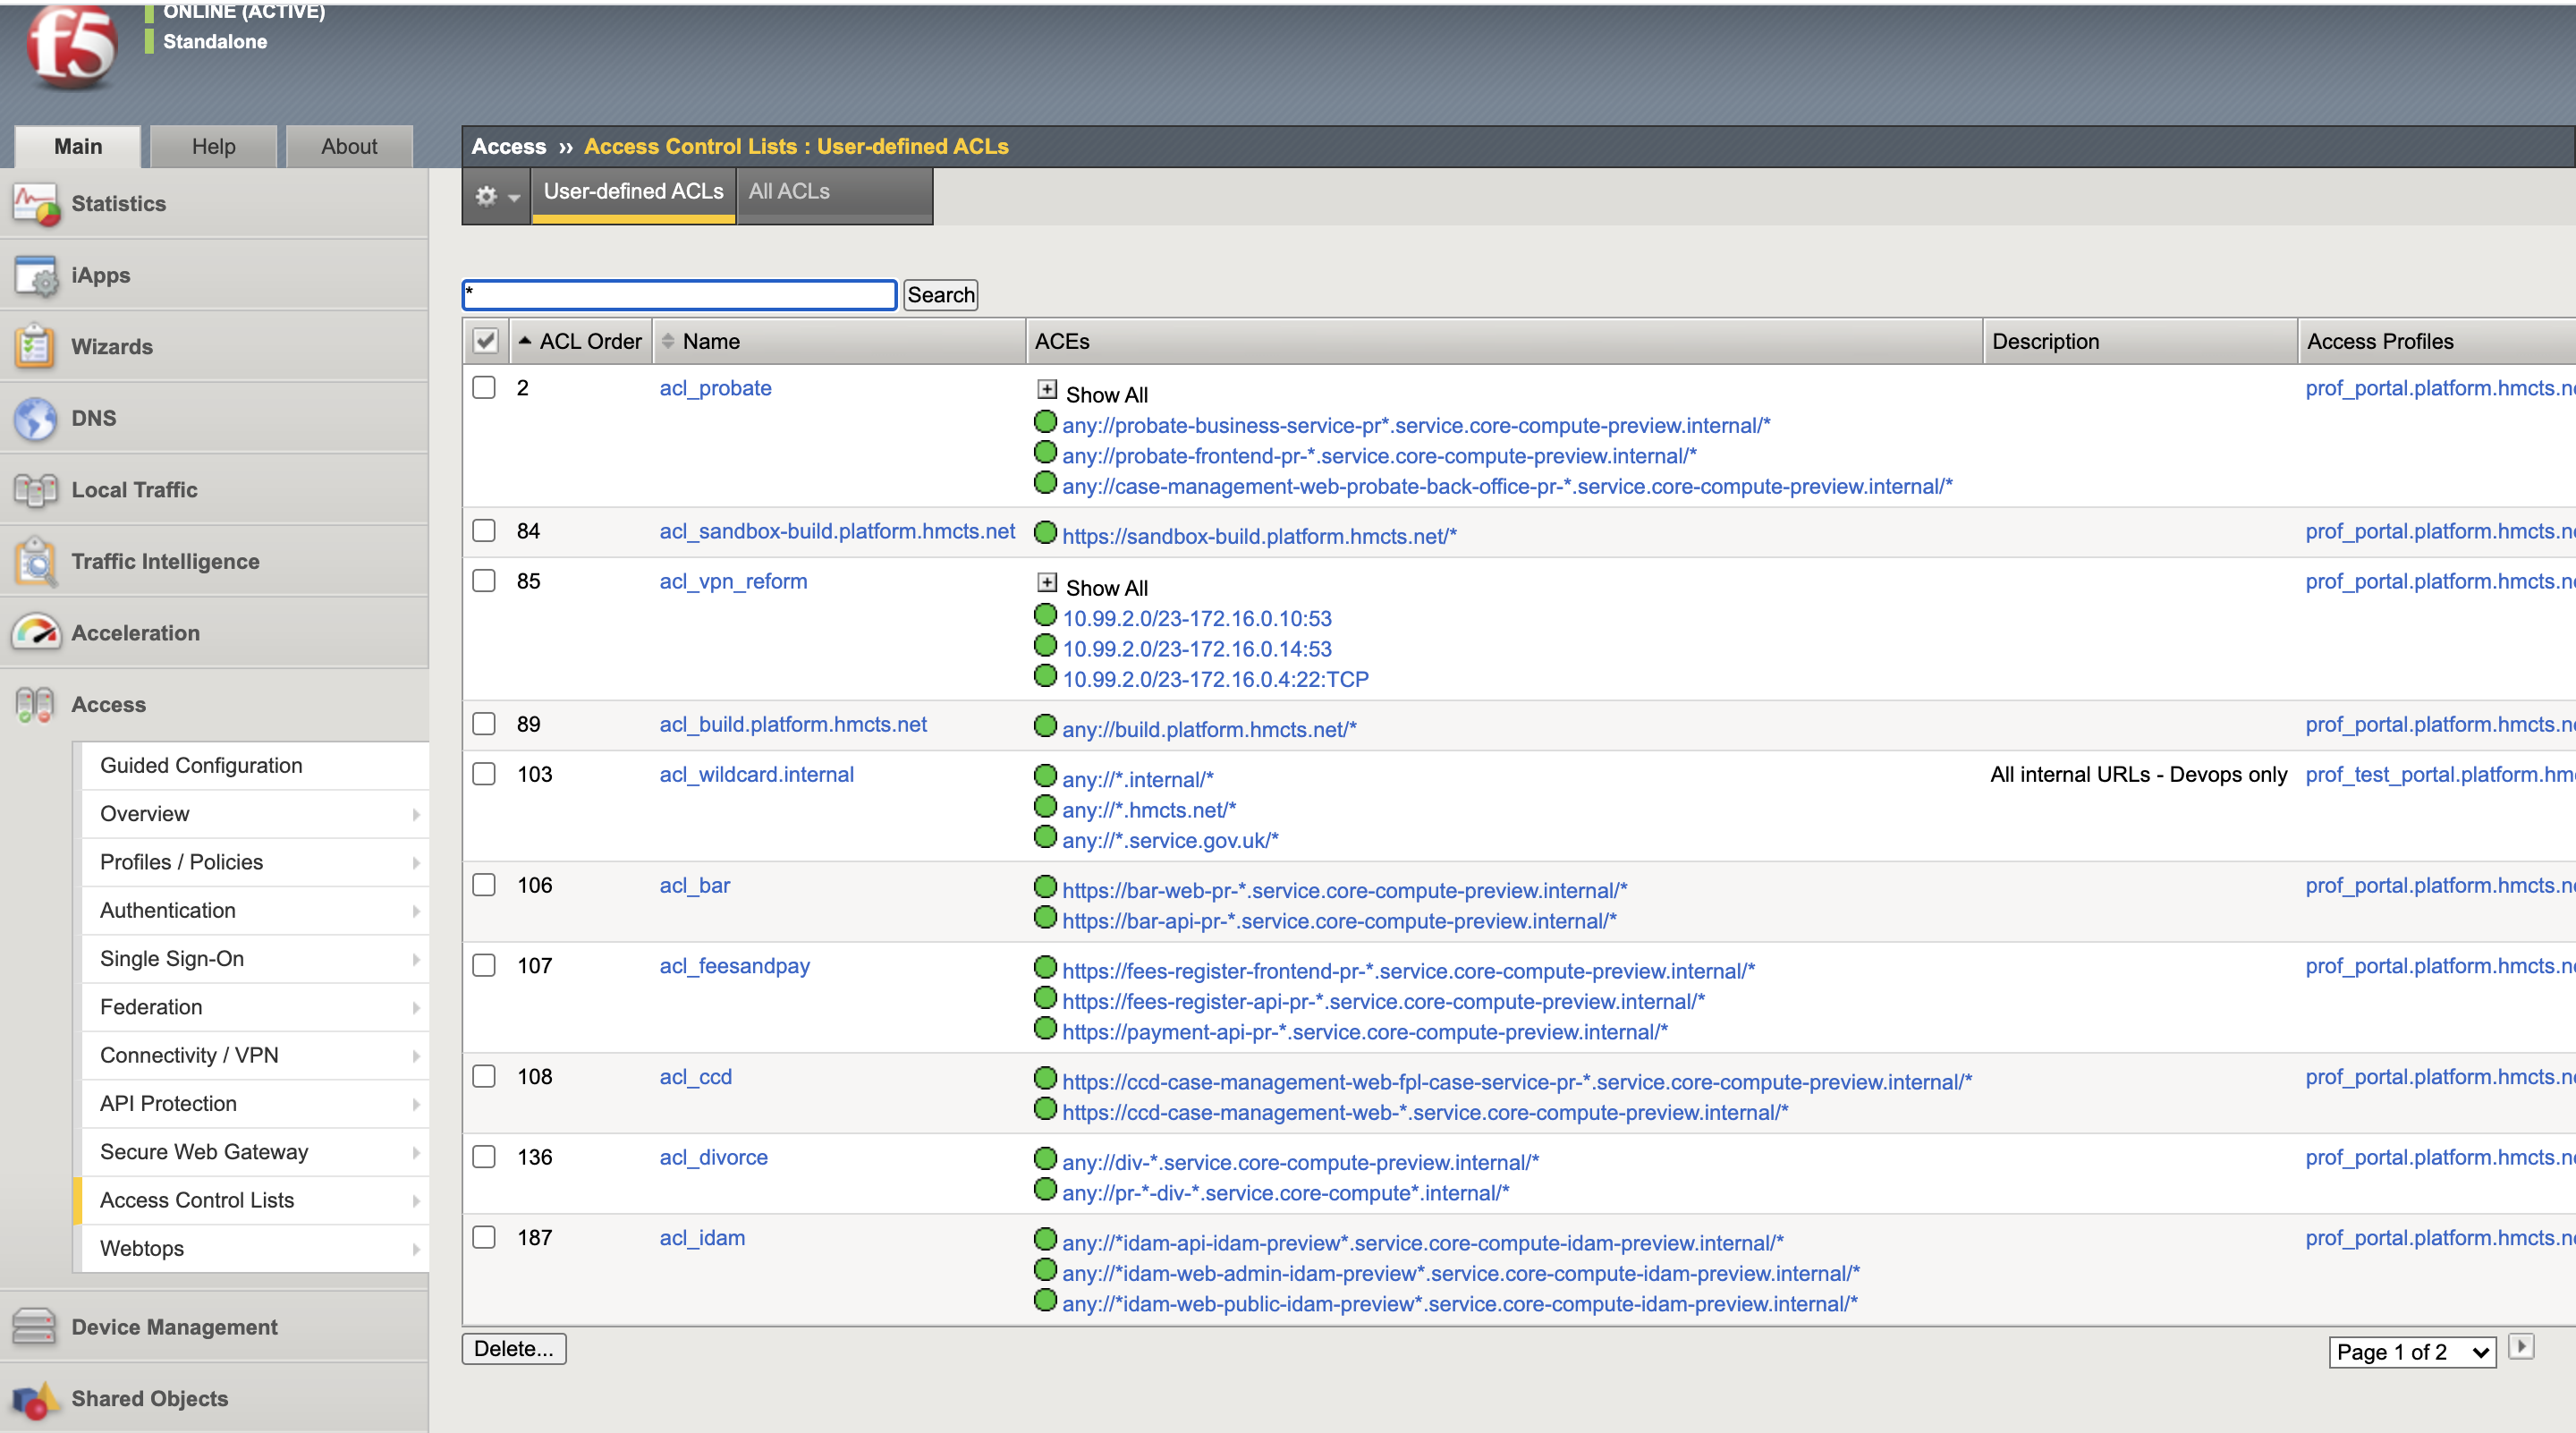 f5
ONLINE (ACTIVE)
Standalone
Main
Help
About
Access ›› Access Control Lists : User-defined ACLs
User-defined ACLs
All ACLs
Statistics
iApps
Wizards
DNS
Local Traffic
Traffic Intelligence
Acceleration
Access
Guided Configuration
Overview
Profiles / Policies
Authentication
Single Sign-On
Federation
Connectivity / VPN
API Protection
Secure Web Gateway
Access Control Lists
Webtops
Device Management
Shared Objects
* Search
ACL Order Name ACEs Description Access Profiles
2 acl_probate Show All prof_portal.platform.hmcts.n
any://probate-business-service-pr*.service.core-compute-preview.internal/*
any://probate-frontend-pr-*.service.core-compute-preview.internal/*
any://case-management-web-probate-back-office-pr-*.service.core-compute-preview.internal/*
84 acl_sandbox-build.platform.hmcts.net https://sandbox-build.platform.hmcts.net/* prof_portal.platform.hmcts.n
85 acl_vpn_reform Show All prof_portal.platform.hmcts.n
10.99.2.0/23-172.16.0.10:53
10.99.2.0/23-172.16.0.14:53
10.99.2.0/23-172.16.0.4:22:TCP
89 acl_build.platform.hmcts.net any://build.platform.hmcts.net/* prof_portal.platform.hmcts.n
103 acl_wildcard.internal any://*.internal/* All internal URLs - Devops only prof_test_portal.platform.hm
any://*.hmcts.net/*
any://*.service.gov.uk/*
106 acl_bar https://bar-web-pr-*.service.core-compute-preview.internal/* prof_portal.platform.hmcts.n
https://bar-api-pr-*.service.core-compute-preview.internal/*
107 acl_feesandpay https://fees-register-frontend-pr-*.service.core-compute-preview.internal/* prof_portal.platform.hmcts.n
https://fees-register-api-pr-*.service.core-compute-preview.internal/*
https://payment-api-pr-*.service.core-compute-preview.internal/*
108 acl_ccd https://ccd-case-management-web-fpl-case-service-pr-*.service.core-compute-preview.internal/* prof_portal.platform.hmcts.n
https://ccd-case-management-web-*.service.core-compute-preview.internal/*
136 acl_divorce any://div-*.service.core-compute-preview.internal/* prof_portal.platform.hmcts.n
any://pr-*-div-*.service.core-compute*.internal/*
187 acl_idam any://*idam-api-idam-preview*.service.core-compute-idam-preview.internal/* prof_portal.platform.hmcts.n
any://*idam-web-admin-idam-preview*.service.core-compute-idam-preview.internal/*
any://*idam-web-public-idam-preview*.service.core-compute-idam-preview.internal/*
Delete...
Page 1 of 2